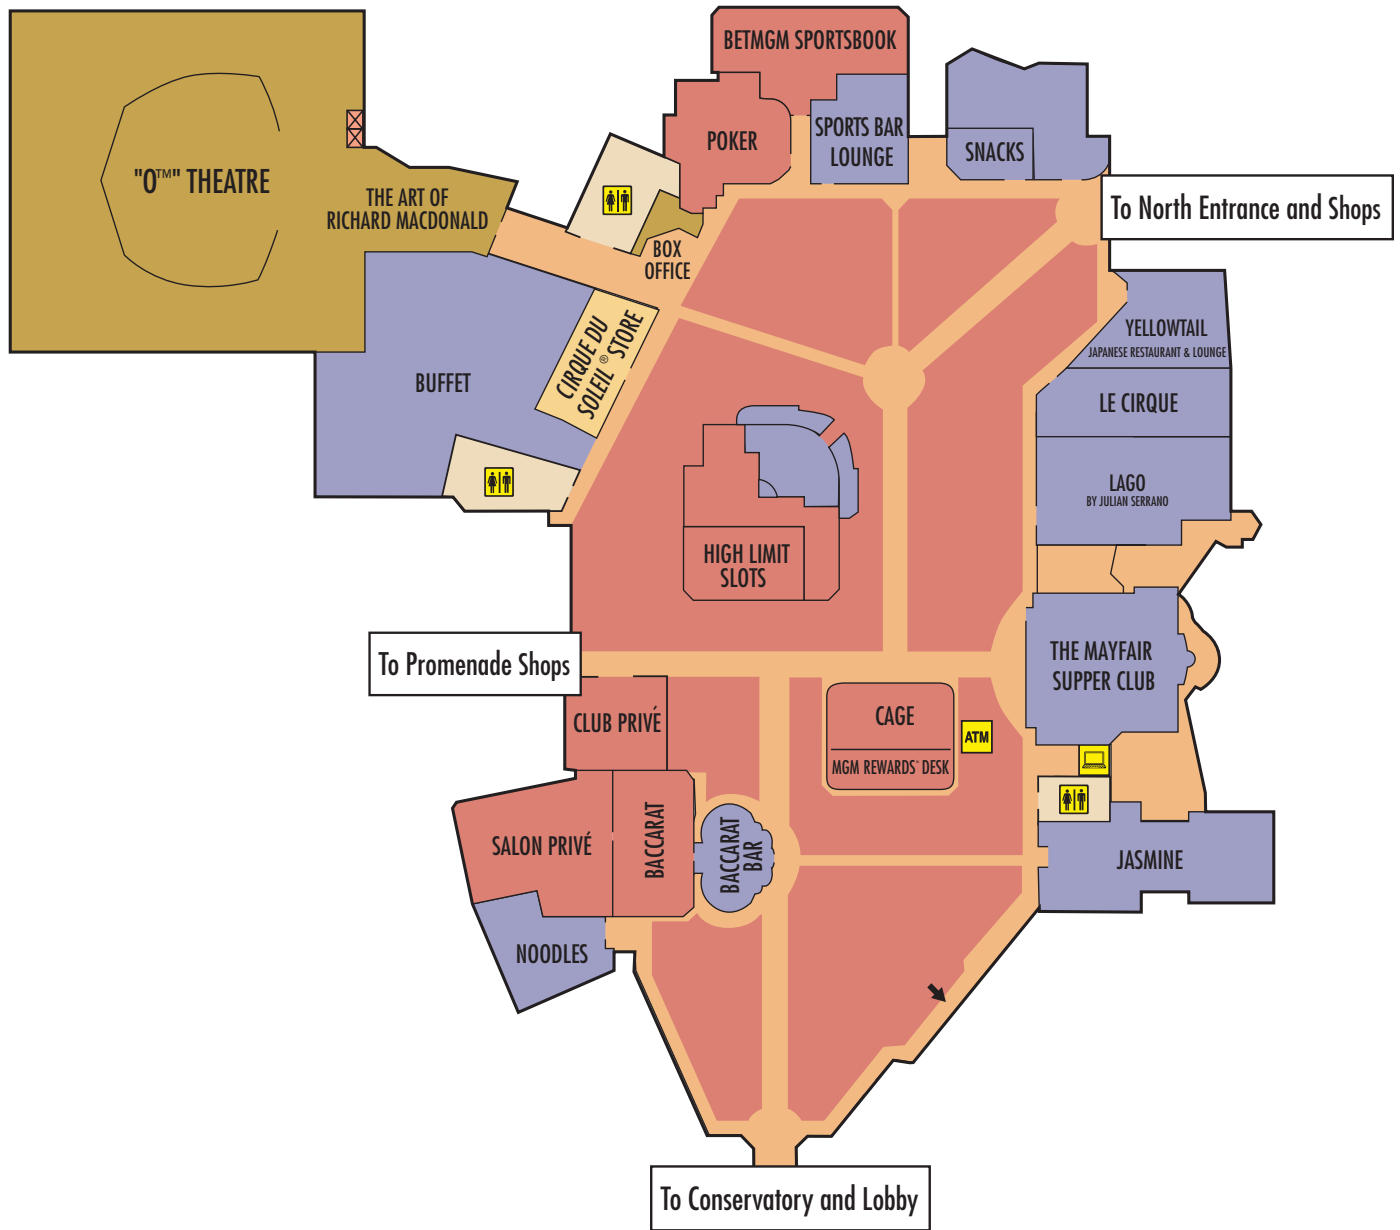 BETMGM SPORTSBOOK
POKER
SPORTS BAR
LOUNGE
SNACKS
"O™" THEATRE
THE ART OF
RICHARD MACDONALD
BOX
OFFICE
To North Entrance and Shops
CIRQUE DU
SOLEIL® STORE
BUFFET
YELLOWTAIL
JAPANESE RESTAURANT & LOUNGE
LE CIRQUE
LAGO
BY JULIAN SERRANO
HIGH LIMIT
SLOTS
To Promenade Shops
THE MAYFAIR
SUPPER CLUB
CLUB PRIVÉ
CAGE
MGM REWARDS™ DESK
ATM
SALON PRIVÉ
BACCARAT
BACCARAT
BAR
JASMINE
NOODLES
To Conservatory and Lobby